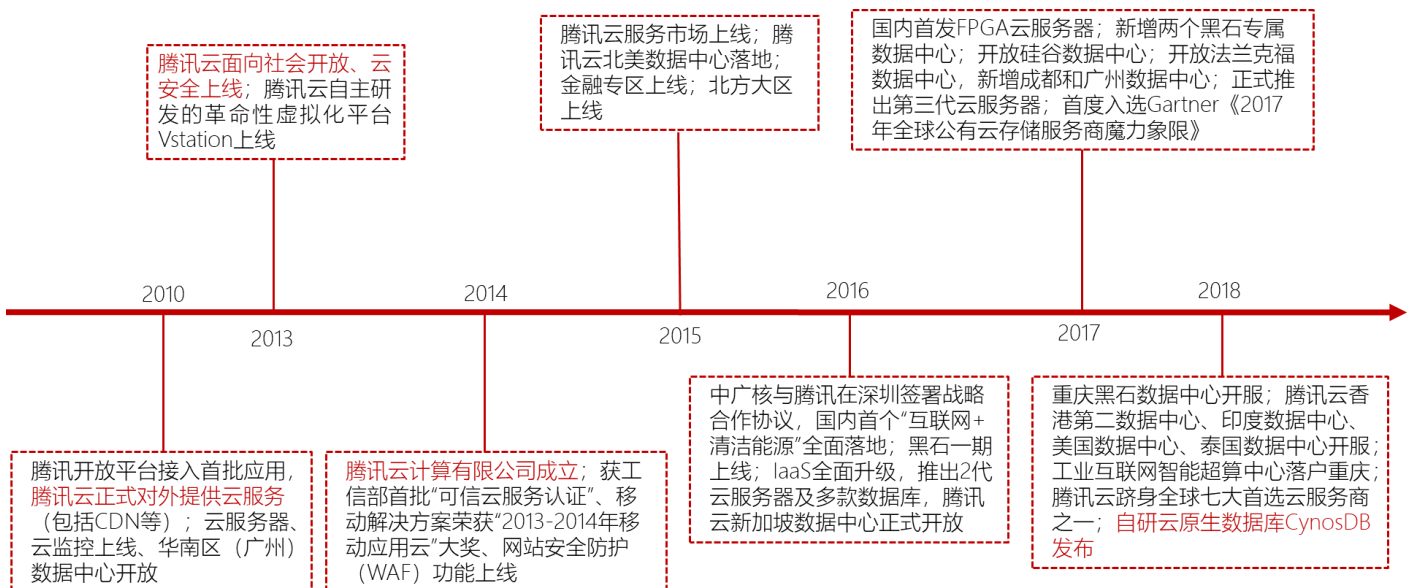 腾讯云面向社会开放、云
安全上线；腾讯云自主研
发的革命性虚拟化平台
Vstation上线
腾讯云服务市场上线；腾
讯云北美数据中心落地；
金融专区上线；北方大区
上线
国内首发FPGA云服务器；新增两个黑石专属
数据中心；开放硅谷数据中心；开放法兰克福
数据中心，新增成都和广州数据中心；正式推
出第三代云服务器；首度入选Gartner《2017
年全球公有云存储服务商魔力象限》
2010
2014
2016
2018
2013
2015
2017
腾讯开放平台接入首批应用，
腾讯云正式对外提供云服务
（包括CDN等）；云服务器、
云监控上线、华南区（广州）
数据中心开放
腾讯云计算有限公司成立；获工
信部首批“可信云服务认证”、移
动解决方案荣获“2013-2014年移
动应用云”大奖、网站安全防护
（WAF）功能上线
中广核与腾讯在深圳签署战略
合作协议，国内首个“互联网+
清洁能源”全面落地；黑石一期
上线；IaaS全面升级，推出2代
云服务器及多款数据库，腾讯
云新加坡数据中心正式开放
重庆黑石数据中心开服；腾讯云香
港第二数据中心、印度数据中心、
美国数据中心、泰国数据中心开服；
工业互联网智能超算中心落户重庆；
腾讯云跻身全球七大首选云服务商
之一；自研云原生数据库CynosDB
发布